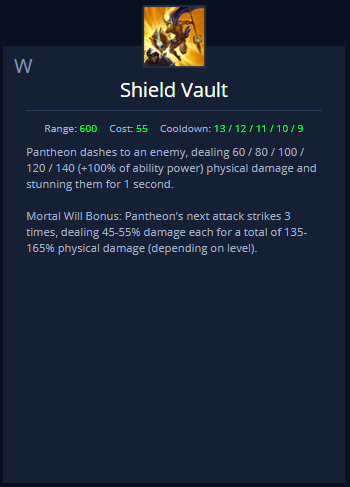 W
Shield Vault
Range: 600 Cost: 55 Cooldown: 13 / 12 / 11 / 10 / 9
Pantheon dashes to an enemy, dealing 60 / 80 / 100 /
120 / 140 (+100% of ability power) physical damage and
stunning them for 1 second.
Mortal Will Bonus: Pantheon's next attack strikes 3
times, dealing 45-55% damage each for a total of 135-
165% physical damage (depending on level).